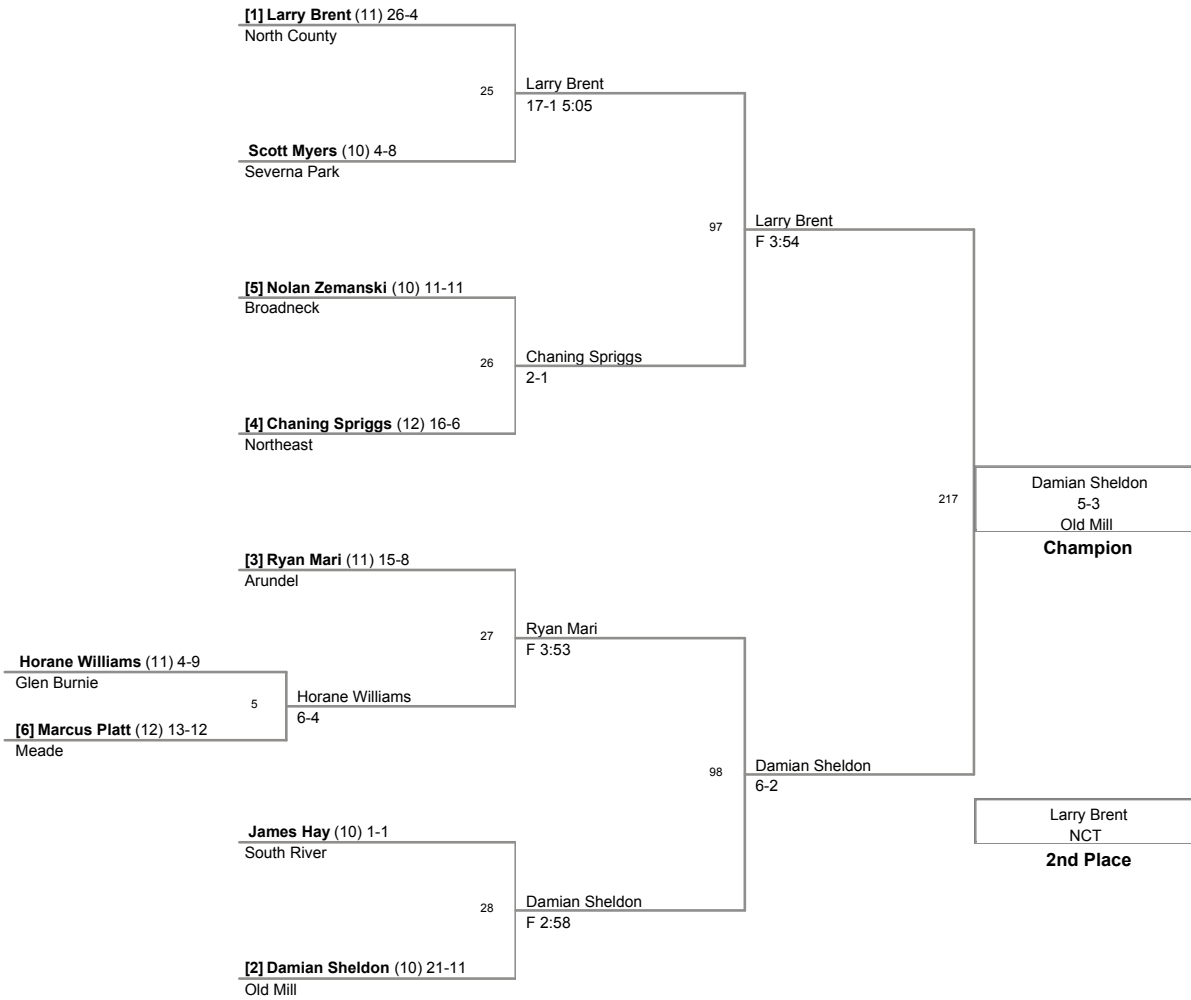 [1] Larry Brent (11) 26-4
North County
25
Larry Brent
17-1 5:05
Scott Myers (10) 4-8
Severna Park
97
Larry Brent
F 3:54
[5] Nolan Zemanski (10) 11-11
Broadneck
26
Chaning Spriggs
2-1
[4] Chaning Spriggs (12) 16-6
Northeast
217
Damian Sheldon
5-3
Old Mill
Champion
[3] Ryan Mari (11) 15-8
Arundel
27
Ryan Mari
F 3:53
Horane Williams (11) 4-9
Glen Burnie
5
Horane Williams
6-4
[6] Marcus Platt (12) 13-12
Meade
98
Damian Sheldon
6-2
Larry Brent
NCT
2nd Place
James Hay (10) 1-1
South River
28
Damian Sheldon
F 2:58
[2] Damian Sheldon (10) 21-11
Old Mill